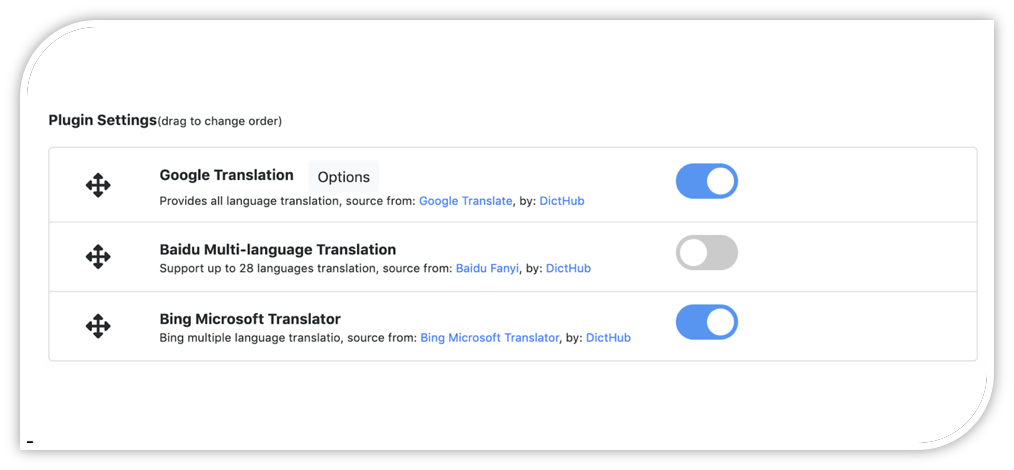 Plugin Settings(drag to change order)
Google Translation Options
Provides all language translation, source from: Google Translate, by: DictHub
Baidu Multi-language Translation
Support up to 28 languages translation, source from: Baidu Fanyi, by: DictHub
Bing Microsoft Translator
Bing multiple language translatio, source from: Bing Microsoft Translator, by: DictHub